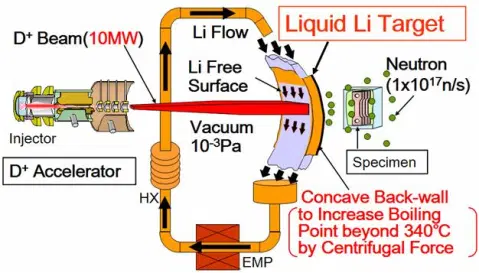 D⁺ Beam(10MW)
Li Flow
Liquid Li Target
Li Free
Surface
Neutron
(1x10¹⁷n/s)
Injector
Vacuum
10⁻³Pa
Specimen
D⁺ Accelerator
HX
Concave Back-wall
to Increase Boiling
Point beyond 340℃
by Centrifugal Force
EMP